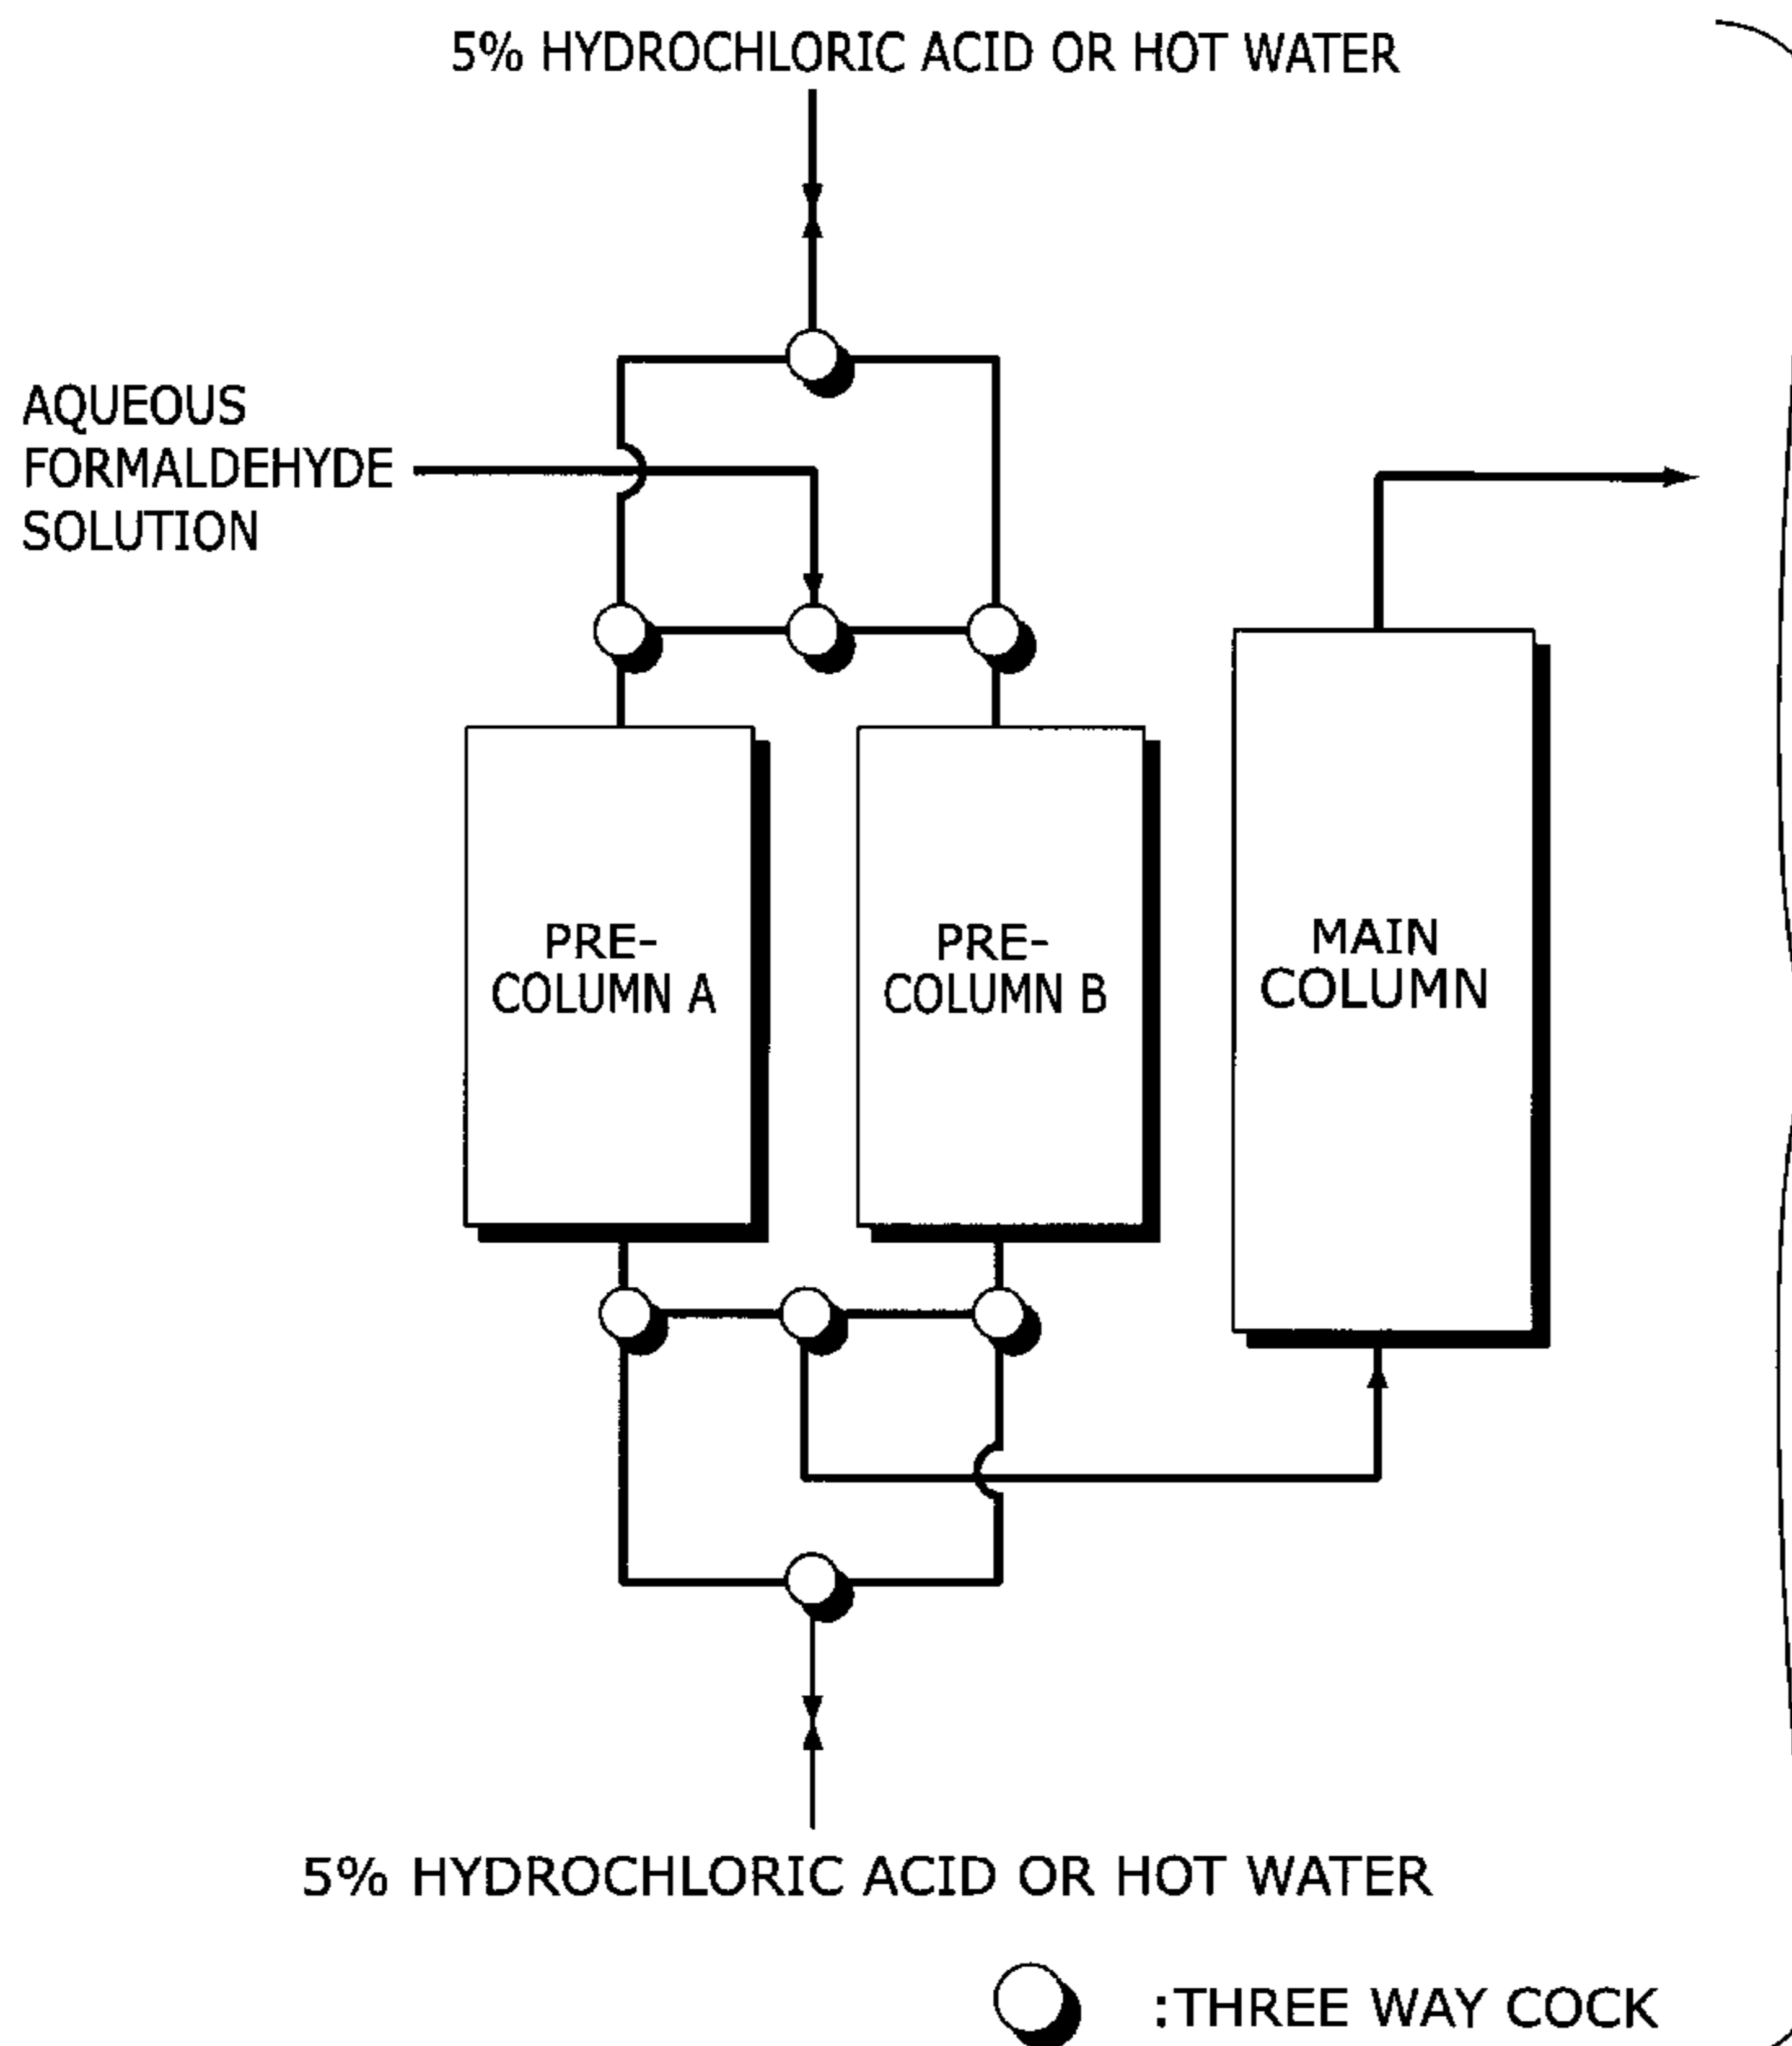 5% HYDROCHLORIC ACID OR HOT WATER
AQUEOUS
FORMALDEHYDE
SOLUTION
PRE-
COLUMN A
PRE-
COLUMN B
MAIN
COLUMN
5% HYDROCHLORIC ACID OR HOT WATER
:THREE WAY COCK